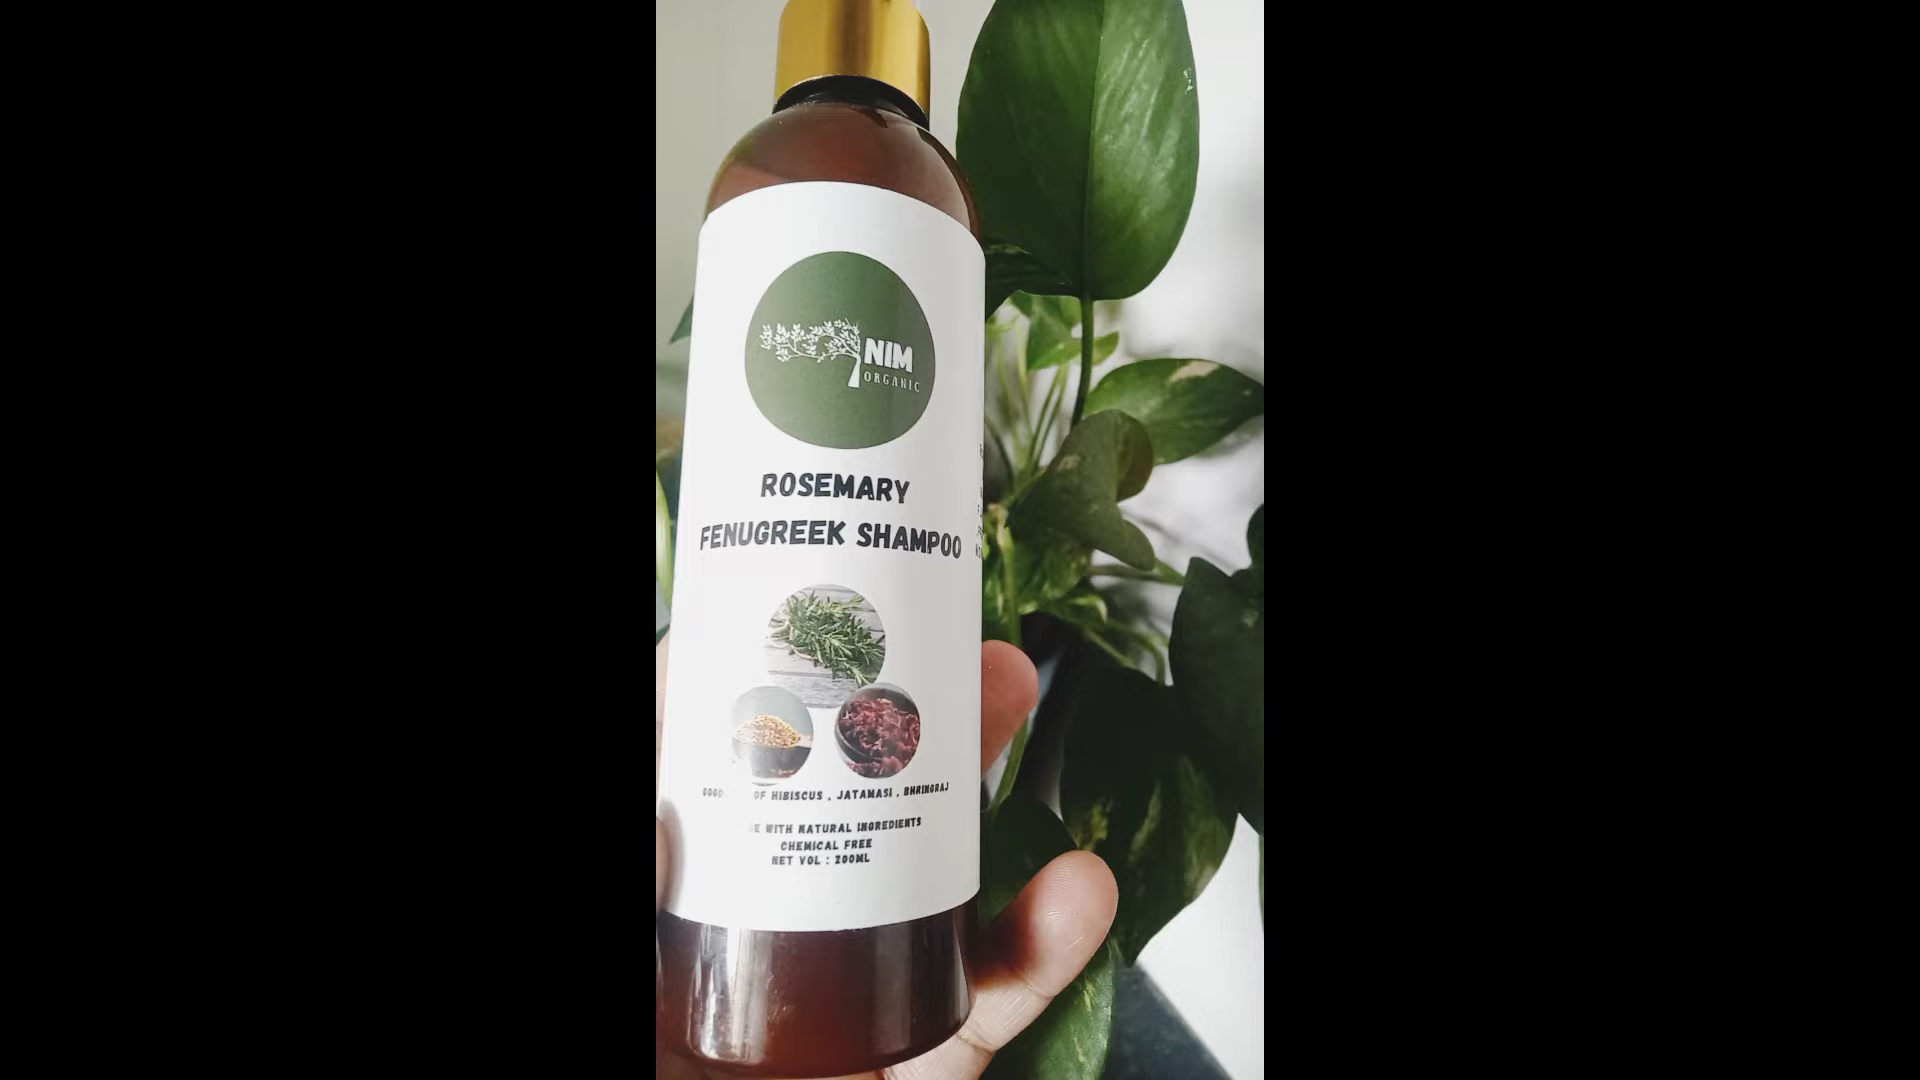 NIM
ORGANIC
ROSEMARY
FENUGREEK SHAMPOO
OF HIBISCUS , JATAMASI , BHRINGRAJ
WITH NATURAL INGREDIENTS
CHEMICAL FREE
NET VOL : 200ML